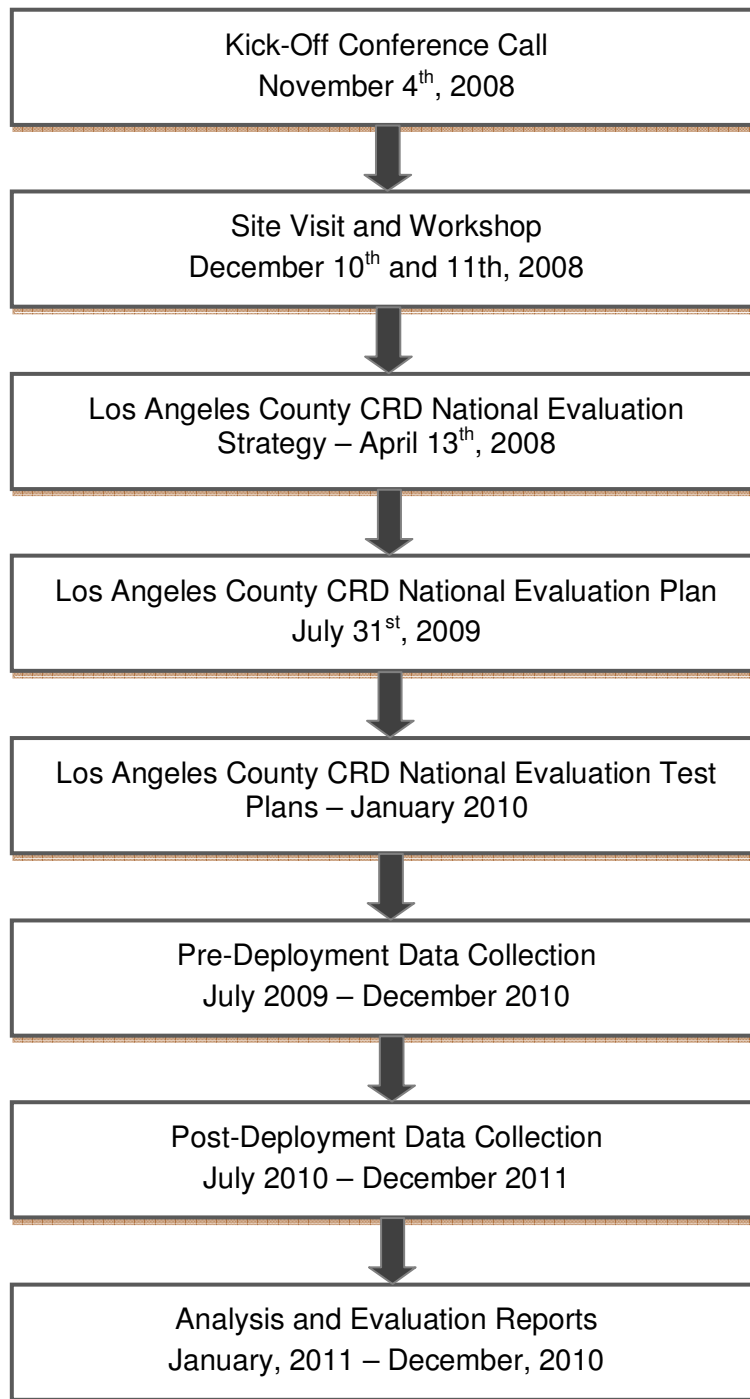 Kick-Off Conference Call
November 4th, 2008
Site Visit and Workshop
December 10th and 11th, 2008
Los Angeles County CRD National Evaluation
Strategy – April 13th, 2008
Los Angeles County CRD National Evaluation Plan
July 31st, 2009
Los Angeles County CRD National Evaluation Test
Plans – January 2010
Pre-Deployment Data Collection
July 2009 – December 2010
Post-Deployment Data Collection
July 2010 – December 2011
Analysis and Evaluation Reports
January, 2011 – December, 2010